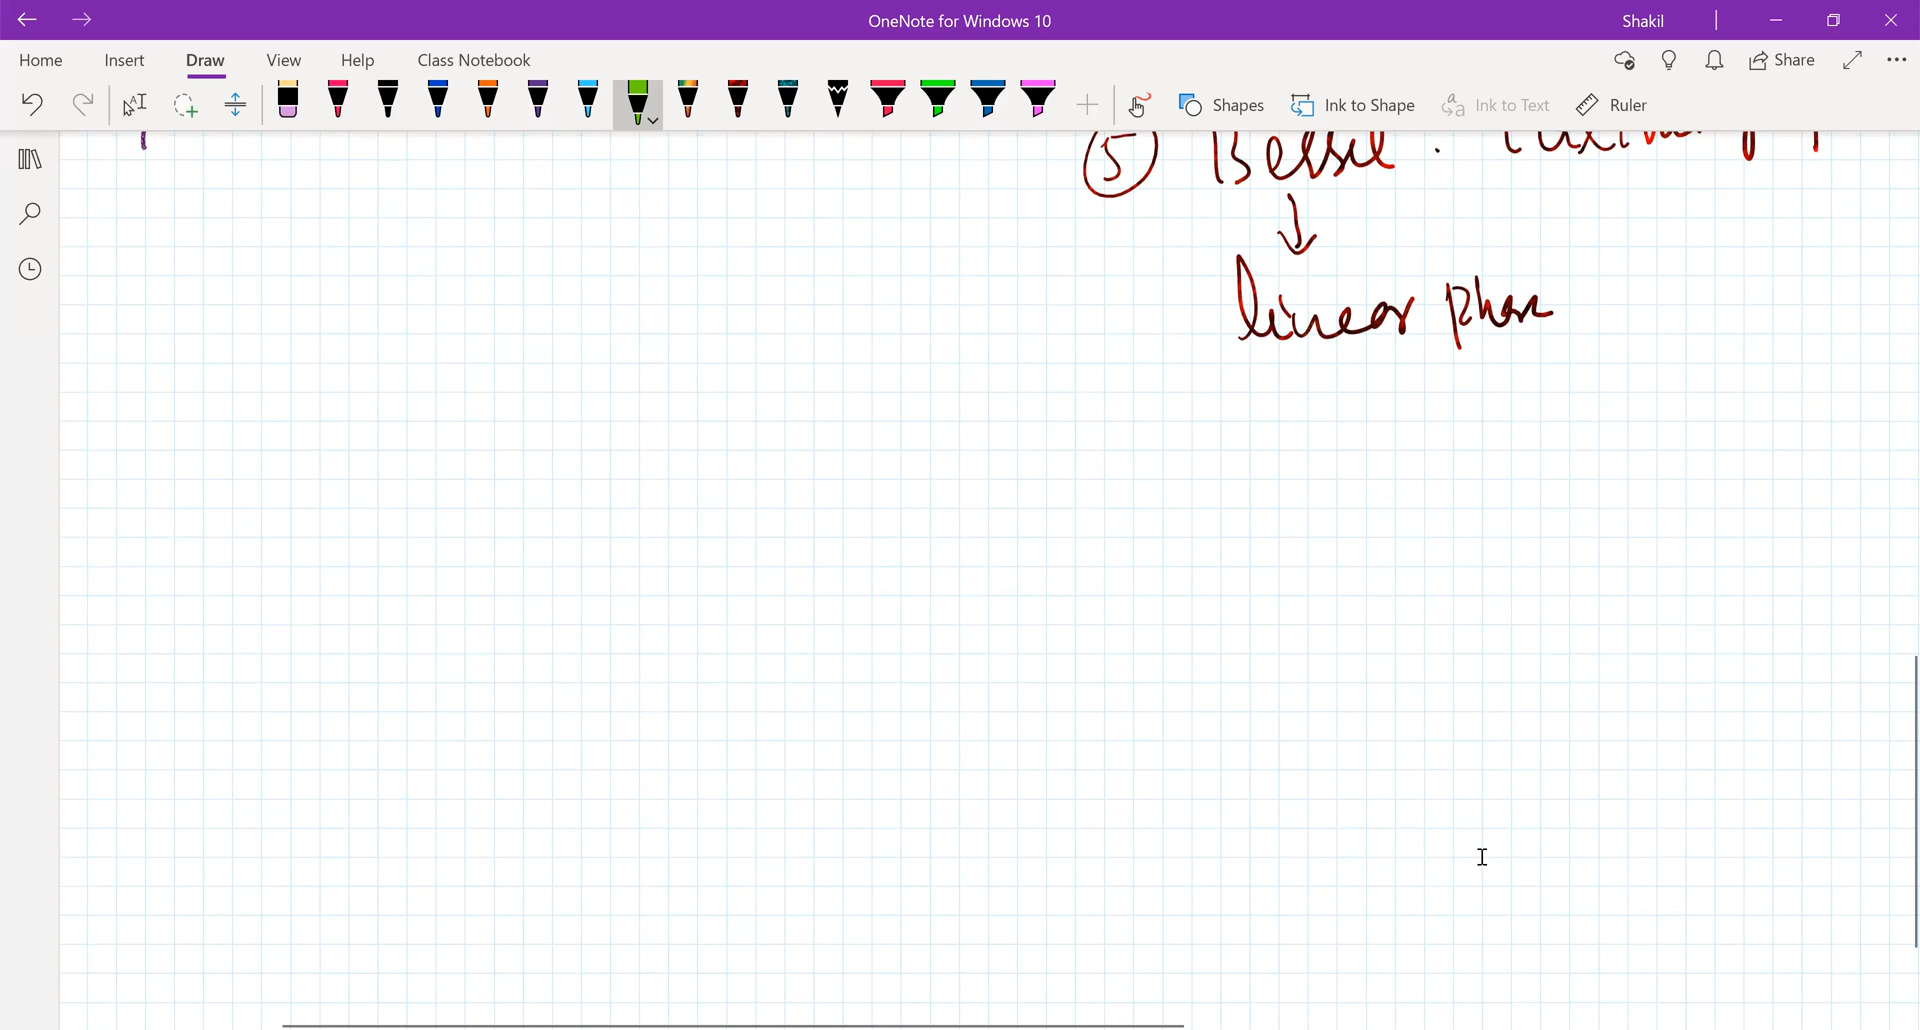 OneNote for Windows 10
Shakil
Home Insert Draw View Help Class Notebook
Share
Shapes Ink to Shape Ink to Text Ruler
5 Bessel :
linear phase